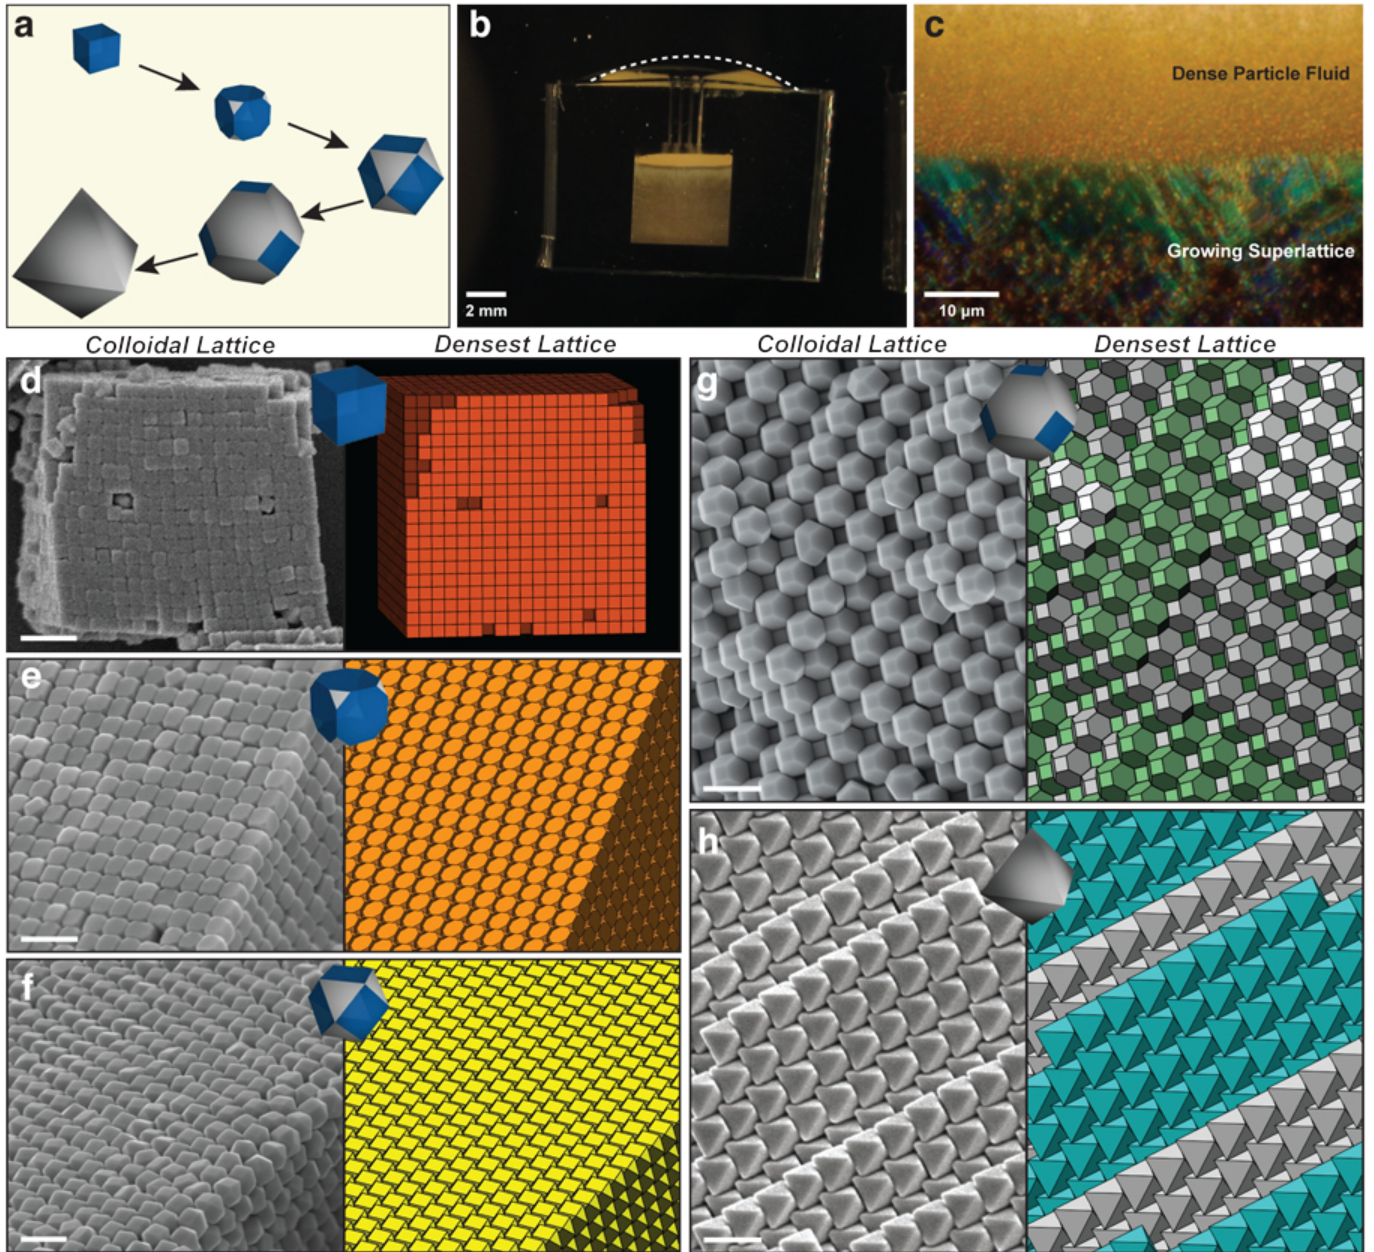 a
b
2 mm
c
Dense Particle Fluid
Growing Superlattice
10 μm
Colloidal Lattice
Densest Lattice
Colloidal Lattice
Densest Lattice
d
e
f
g
h